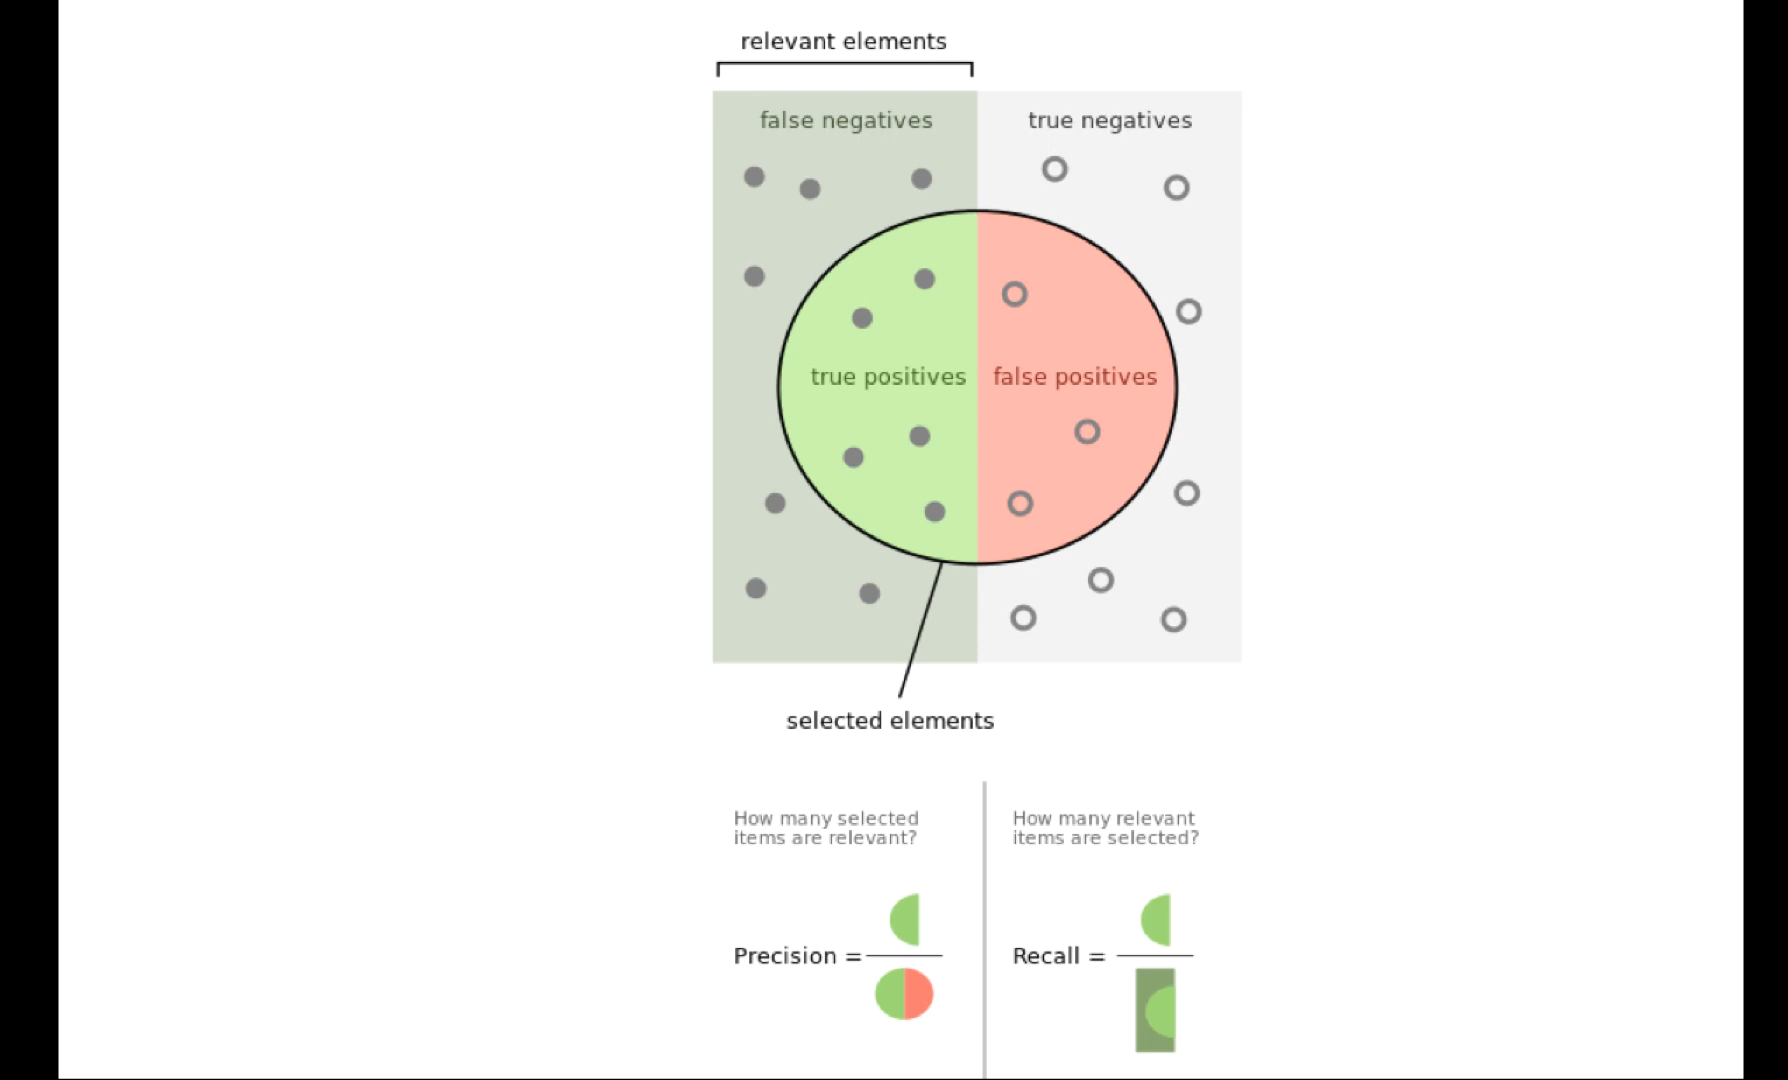 relevant elements
false negatives
true negatives
true positives
false positives
selected elements
How many selected
items are relevant?
How many relevant
items are selected?
Precision =
Recall =